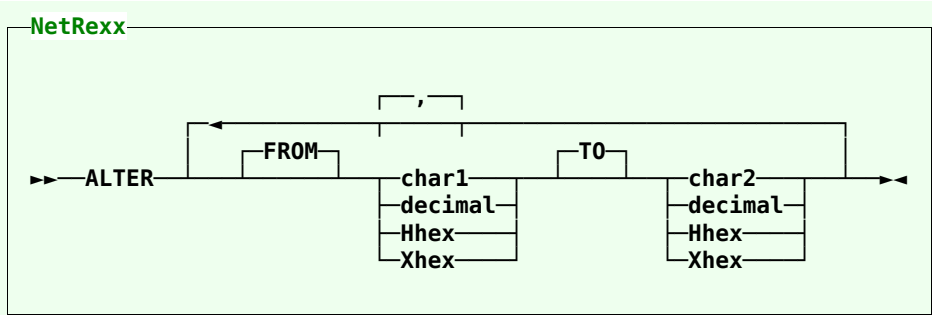 NetRexx
,
FROM TO
ALTER char1 char2
decimal decimal
Hhex Hhex
Xhex Xhex